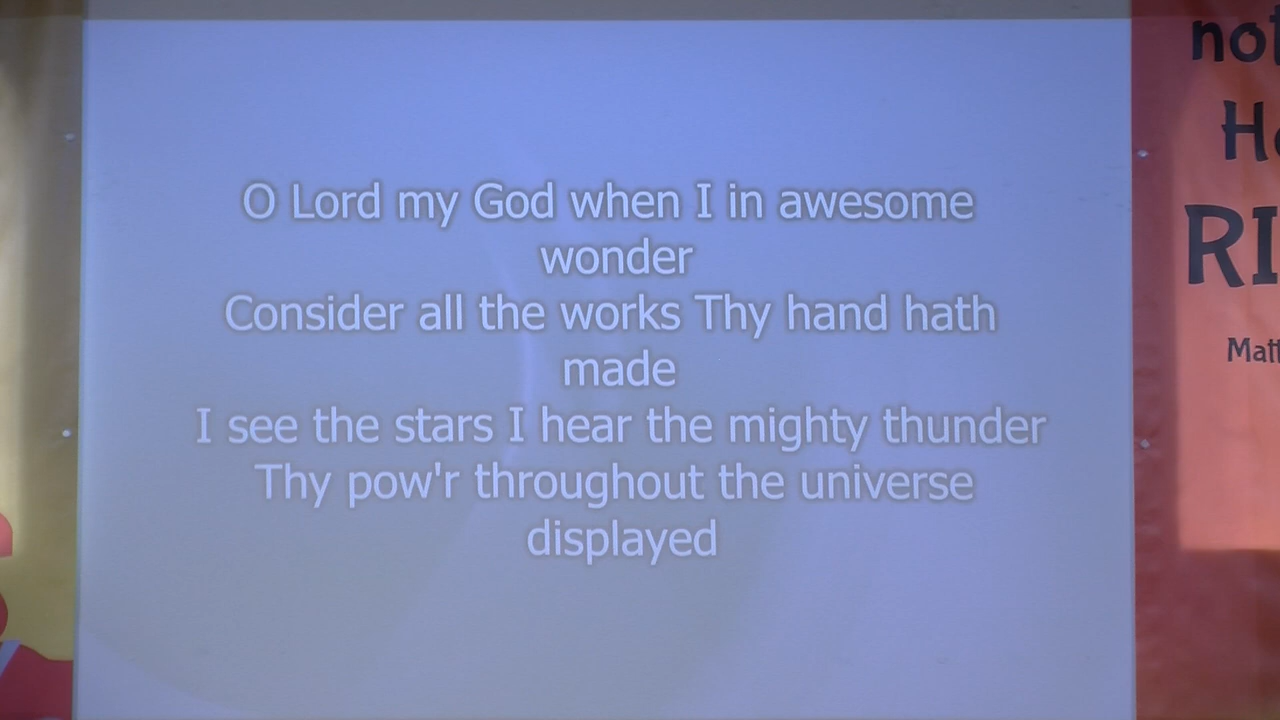 O Lord my God when I in awesome
wonder
Consider all the works Thy hand hath
made
I see the stars I hear the mighty thunder
Thy pow'r throughout the universe
displayed